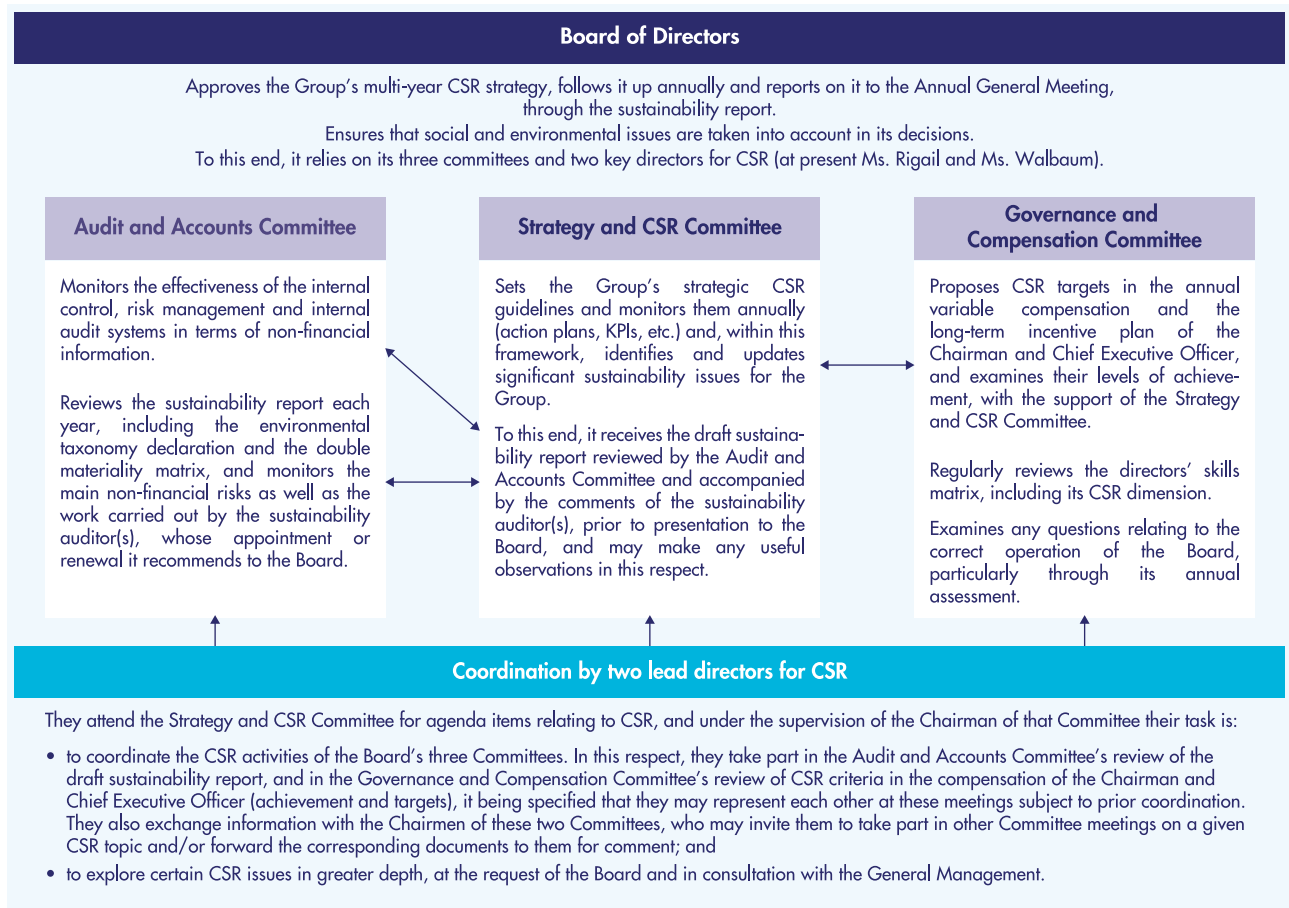 Board of Directors
Approves the Group's multi-year CSR strategy, follows it up annually and reports on it to the Annual General Meeting,
through the sustainability report.
Ensures that social and environmental issues are taken into account in its decisions.
To this end, it relies on its three committees and two key directors for CSR (at present Ms. Rigail and Ms. Walbaum).
Audit and Accounts Committee
Monitors the effectiveness of the internal
control, risk management and internal
audit systems in terms of non-financial
information.
Reviews the sustainability report each
year, including the environmental
taxonomy declaration and the double
materiality matrix, and monitors the
main non-financial risks as well as the
work carried out by the sustainability
auditor(s), whose appointment or
renewal it recommends to the Board.
Strategy and CSR Committee
Sets the Group's strategic CSR
guidelines and monitors them annually
(action plans, KPIs, etc.) and, within this
framework, identifies and updates
significant sustainability issues for the
Group.
To this end, it receives the draft sustaina-
bility report reviewed by the Audit and
Accounts Committee and accompanied
by the comments of the sustainability
auditor(s), prior to presentation to the
Board, and may make any useful
observations in this respect.
Governance and
Compensation Committee
Proposes CSR targets in the annual
variable compensation and the
long-term incentive plan of the
Chairman and Chief Executive Officer,
and examines their levels of achieve-
ment, with the support of the Strategy
and CSR Committee.
Regularly reviews the directors' skills
matrix, including its CSR dimension.
Examines any questions relating to the
correct operation of the Board,
particularly through its annual
assessment.
Coordination by two lead directors for CSR
They attend the Strategy and CSR Committee for agenda items relating to CSR, and under the supervision of the Chairman of that Committee their task is:
• to coordinate the CSR activities of the Board's three Committees. In this respect, they take part in the Audit and Accounts Committee's review of the
draft sustainability report, and in the Governance and Compensation Committee's review of CSR criteria in the compensation of the Chairman and
Chief Executive Officer (achievement and targets), it being specified that they may represent each other at these meetings subject to prior coordination.
They also exchange information with the Chairmen of these two Committees, who may invite them to take part in other Committee meetings on a given
CSR topic and/or forward the corresponding documents to them for comment; and
• to explore certain CSR issues in greater depth, at the request of the Board and in consultation with the General Management.